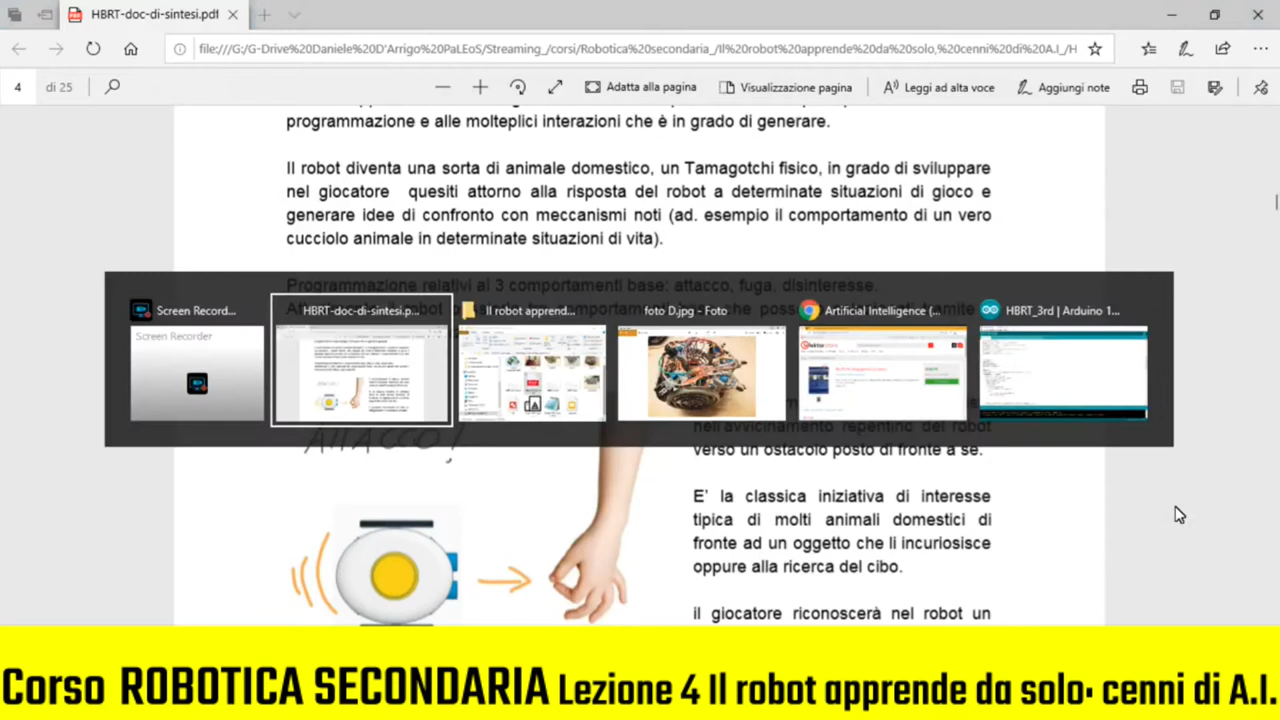 HBRT-doc-di-sintesi.pdf
file:///G:/G-Drive%20Daniele%20D'Arrigo%20PaLEoS/Streaming_/corsi/Robotica%20secondaria_/Il%20robot%20apprende%20da%20solo,%20cenni%20di%20A.I_/H
4 di 25 Adatta alla pagina Visualizzazione pagina Leggi ad alta voce Aggiungi note
programmazione e alle molteplici interazioni che è in grado di generare.
Il robot diventa una sorta di animale domestico, un Tamagotchi fisico, in grado di sviluppare
nel giocatore quesiti attorno alla risposta del robot a determinate situazioni di gioco e
generare idee di confronto con meccanismi noti (ad. esempio il comportamento di un vero
cucciolo animale in determinate situazioni di vita).
Programmazione relativi ai 3 comportamenti base: attacco, fuga, disinteresse.
Screen Record... HBRT-doc-di-sintesi.p... Il robot apprend... foto D.jpg - Foto Artificial Intelligence (... HBRT_3rd | Arduino 1...
Screen Recorder
nell'avvicinamento repentino del robot
ATTACCO!
verso un ostacolo posto di fronte a se.
E' la classica iniziativa di interesse
tipica di molti animali domestici di
fronte ad un oggetto che li incuriosisce
oppure alla ricerca del cibo.
il giocatore riconoscerà nel robot un
Corso ROBOTICA SECONDARIA Lezione 4 Il robot apprende da solo: cenni di A.I.